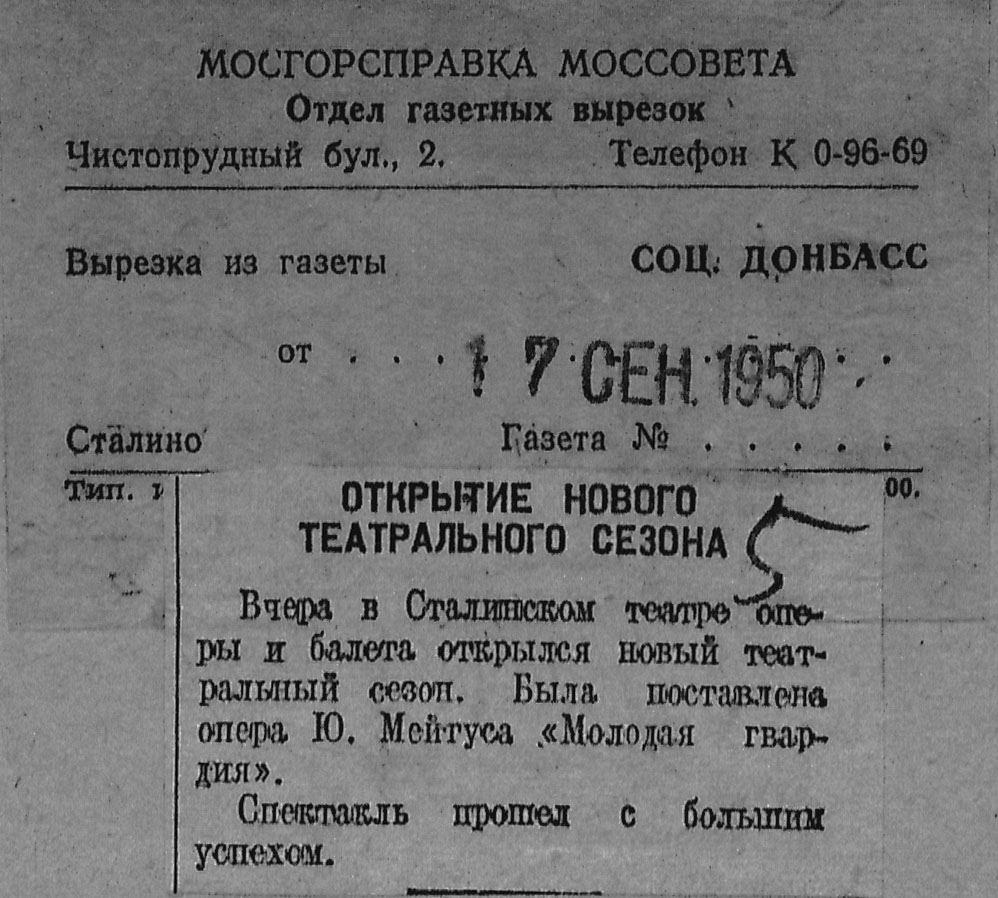 МОСГОРСПРАВКА МОССОВЕТА
Отдел газетных вырезок
Чистопрудный бул., 2. Телефон К 0-96-69
Вырезка из газеты СОЦ. ДОНБАСС
от . . . 17 СЕН. 1950 . .
Сталино Газета № . . . . .
Тип. 00.
ОТКРЫТИЕ НОВОГО
ТЕАТРАЛЬНОГО СЕЗОНА
Вчера в Сталинском театре опе-
ры и балета открылся новый теат-
ральный сезон. Была поставлена
опера Ю. Мейтуса «Молодая гвар-
дия».
Спектакль прошел с большим
успехом.